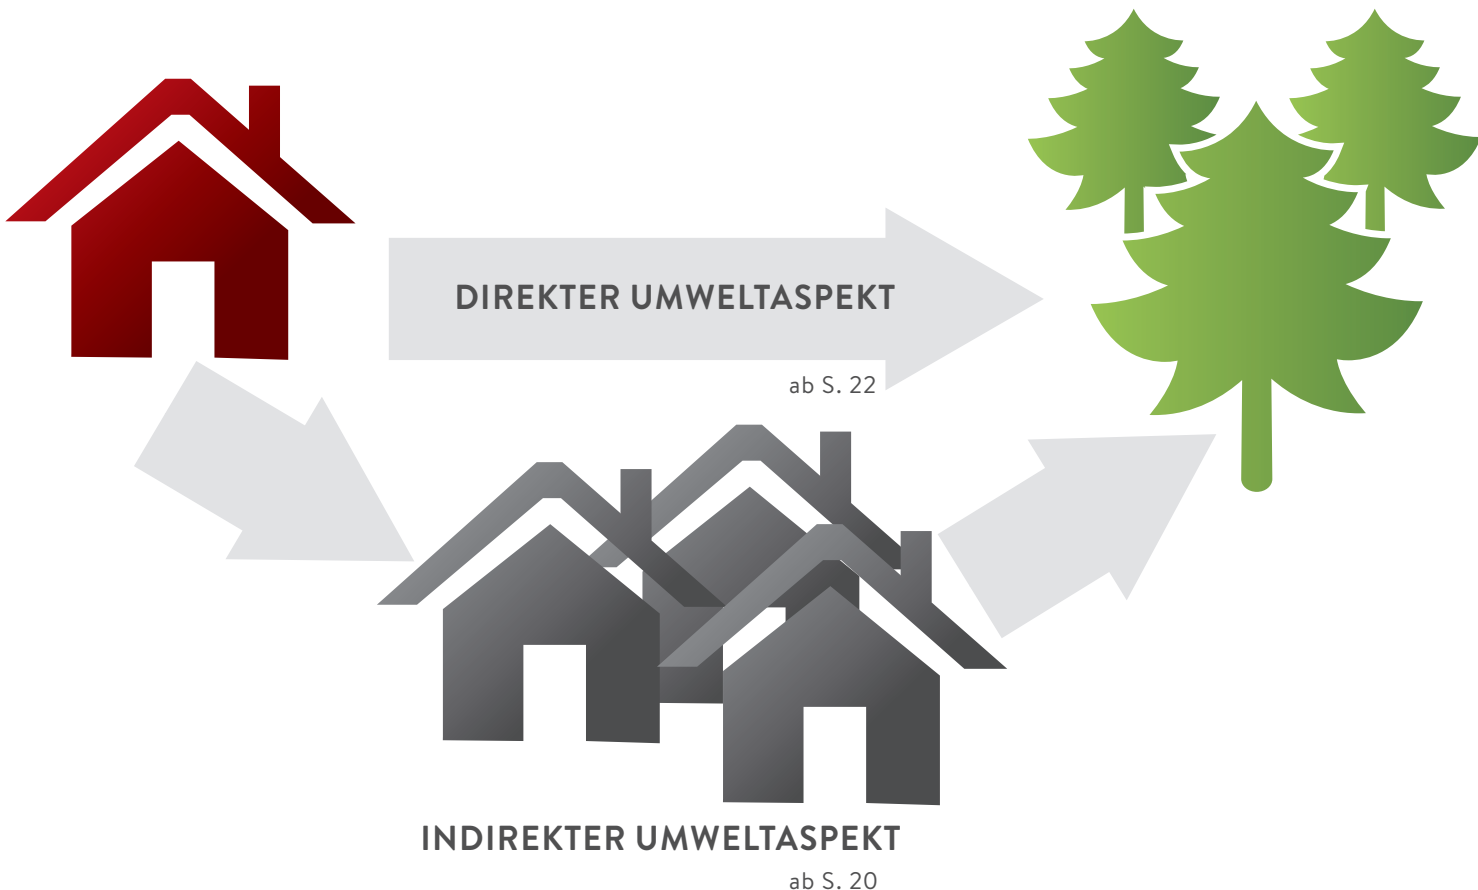 DIREKTER UMWELTASPEKT
ab S. 22
INDIREKTER UMWELTASPEKT
ab S. 20